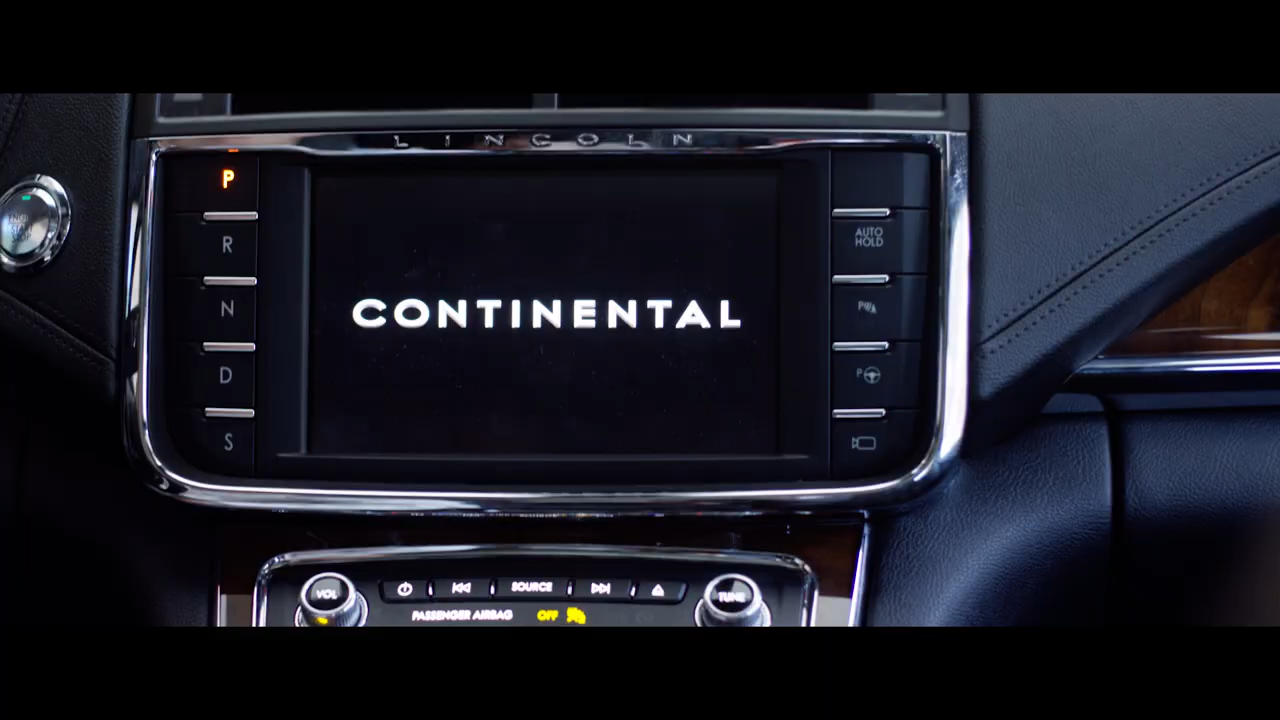 LINCOLN
P
R
N
D
S
CONTINENTAL
AUTO
HOLD
P
P
VOL
SOURCE
TUNE
PASSENGER AIRBAG OFF